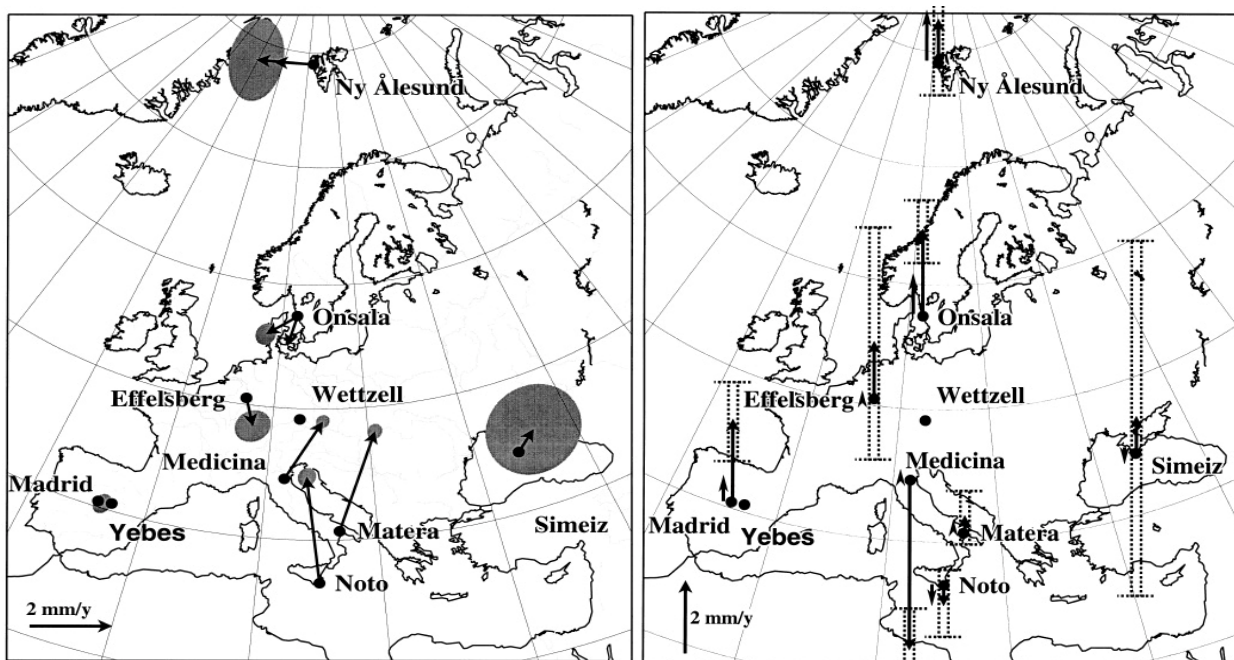 Ny Ålesund
Onsala
Wettzell
Effelsberg
Medicina
Madrid
Yebes
Matera
Simeiz
Noto
2 mm/y
Ny Ålesund
Onsala
Wettzell
Effelsberg
Medicina
Simeiz
Madrid
Yebes
Matera
Noto
2 mm/y